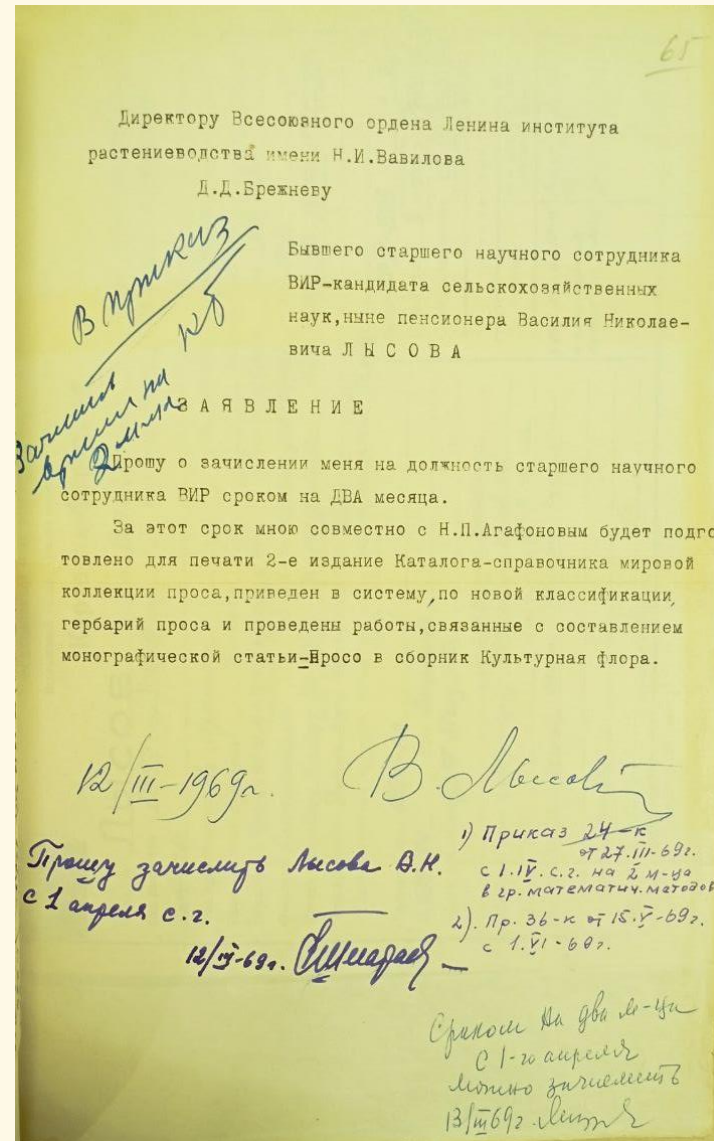 65
Директору Всесоюзного ордена Ленина института
растениеводства имени Н.И.Вавилова
Д.Д.Брежневу
В приказ
Зачислить
на
2 м-ца
Бывшего старшего научного сотрудника
ВИР-кандидата сельскохозяйственных
наук,ныне пенсионера Василия Николае-
вича Л Ы С О В А
З А Я В Л Е Н И Е
Прошу о зачислении меня на должность старшего научного
сотрудника ВИР сроком на ДВА месяца.
За этот срок мною совместно с Н.П.Агафоновым будет подго
товлено для печати 2-е издание Каталога-справочника мировой
коллекции проса,приведен в систему,по новой классификации,
гербарий проса и проведены работы,связанные с составлением
монографической статьи-Просо в сборник Культурная флора.
12/III-1969г. В. Лысов
Прошу зачислить Лысова В.Н.
с 1 апреля с.г.
12/III-69г.
1) Приказ 24-к
от 27.III-69г.
с 1.IV.с.г. на 2 м-ца
в гр. математич. методов
2). Пр. 36-к от 15.V-69г.
с 1.VI-69г.
Сроком на два м-ца
С 1-го апреля
можно зачислить
13/III69г.